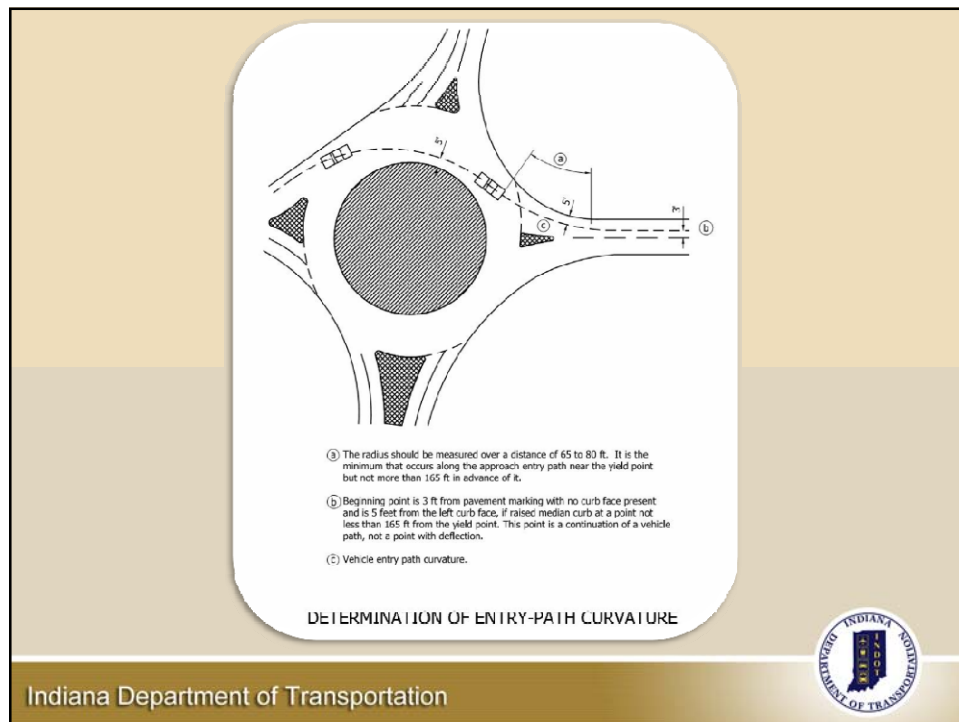 5
ⓐ
5
3
ⓒ
ⓑ
ⓐ The radius should be measured over a distance of 65 to 80 ft. It is the
minimum that occurs along the approach entry path near the yield point
but not more than 165 ft in advance of it.
ⓑ Beginning point is 3 ft from pavement marking with no curb face present
and is 5 feet from the left curb face, if raised median curb at a point not
less than 165 ft from the yield point. This point is a continuation of a vehicle
path, not a point with deflection.
ⓒ Vehicle entry path curvature.
DETERMINATION OF ENTRY-PATH CURVATURE
INDIANA
INDOT
DEPARTMENT OF TRANSPORTATION
Indiana Department of Transportation